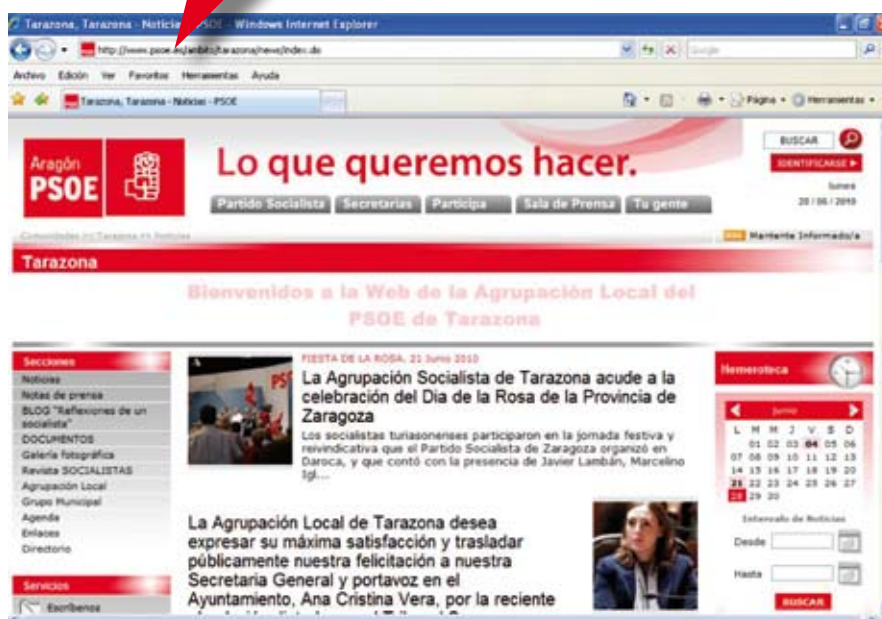 Tarazona, Tarazona - Noticias - PSOE - Windows Internet Explorer
http://www.psoe.es/ambito/tarazona/news/index.do
Google
Archivo Edición Ver Favoritos Herramientas Ayuda
Tarazona, Tarazona - Noticias - PSOE
Página Herramientas
Aragón
PSOE
Lo que queremos hacer.
BUSCAR
IDENTIFICARSE
lunes
28 / 06 / 2010
Partido Socialista Secretarías Participa Sala de Prensa Tu gente
Comunidades >> Tarazona >> Noticias
Mantente Informado/a
Tarazona
Bienvenidos a la Web de la Agrupación Local del
PSOE de Tarazona
Secciones
Noticias
Notas de prensa
BLOG "Reflexiones de un
socialista"
DOCUMENTOS
Galería fotográfica
Revista SOCIALISTAS
Agrupación Local
Grupo Municipal
Agenda
Enlaces
Directorio
Servicios
Escríbenos
PS
FIESTA DE LA ROSA, 21 Junio 2010
La Agrupación Socialista de Tarazona acude a la
celebración del Dia de la Rosa de la Provincia de
Zaragoza
Los socialistas turiasonenses participaron en la jornada festiva y
reivindicativa que el Partido Socialista de Zaragoza organizó en
Daroca, y que contó con la presencia de Javier Lambán, Marcelino
Igl...
La Agrupación Local de Tarazona desea
expresar su máxima satisfacción y trasladar
públicamente nuestra felicitación a nuestra
Secretaria General y portavoz en el
Ayuntamiento, Ana Cristina Vera, por la reciente
Hemeroteca
Junio
L M M J V S D
01 02 03 04 05 06
07 08 09 10 11 12 13
14 15 16 17 18 19 20
21 22 23 24 25 26 27
28 29 30
Intervalo de Noticias
Desde
Hasta
BUSCAR